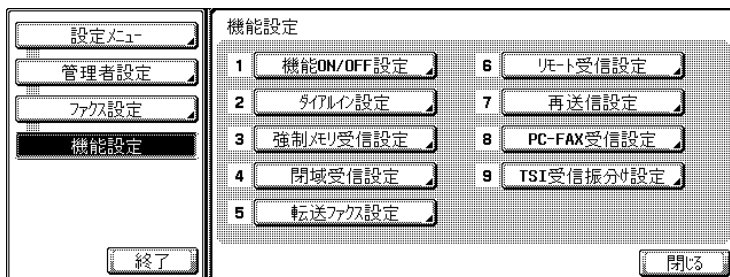 設定メニュー
管理者設定
ファクス設定
機能設定
終了
機能設定
1 機能ON/OFF設定
2 ダイアルイン設定
3 強制メモリ受信設定
4 閉域受信設定
5 転送ファクス設定
6 リモート受信設定
7 再送信設定
8 PC-FAX受信設定
9 TSI受信振分け設定
閉じる